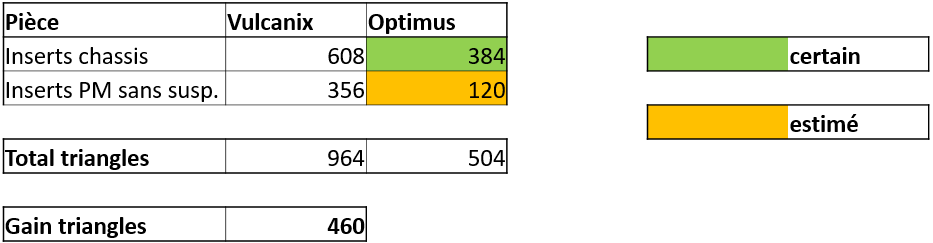 Pièce Vulcanix Optimus
Inserts chassis 608 384
certain
Inserts PM sans susp. 356 120
estimé
Total triangles 964 504
Gain triangles 460